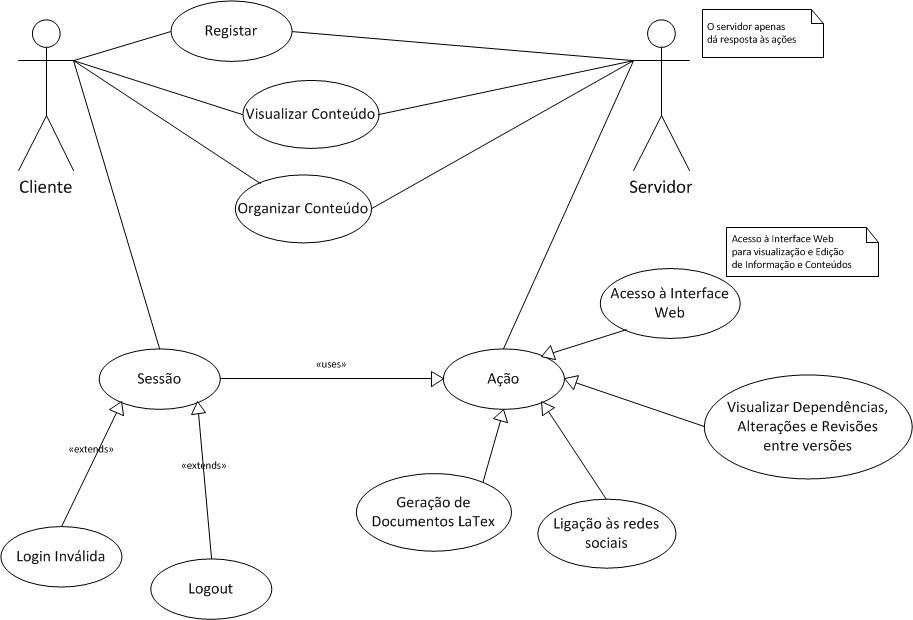 Registar
O servidor apenas
dá resposta às ações
Visualizar Conteúdo
Cliente
Servidor
Organizar Conteúdo
Acesso à Interface Web
para visualização e Edição
de Informação e Conteúdos
Acesso à Interface
Web
«uses»
Sessão
Ação
Visualizar Dependências,
Alterações e Revisões
entre versões
«extends»
«extends»
Geração de
Documentos LaTex
Ligação às redes
sociais
Login Inválida
Logout